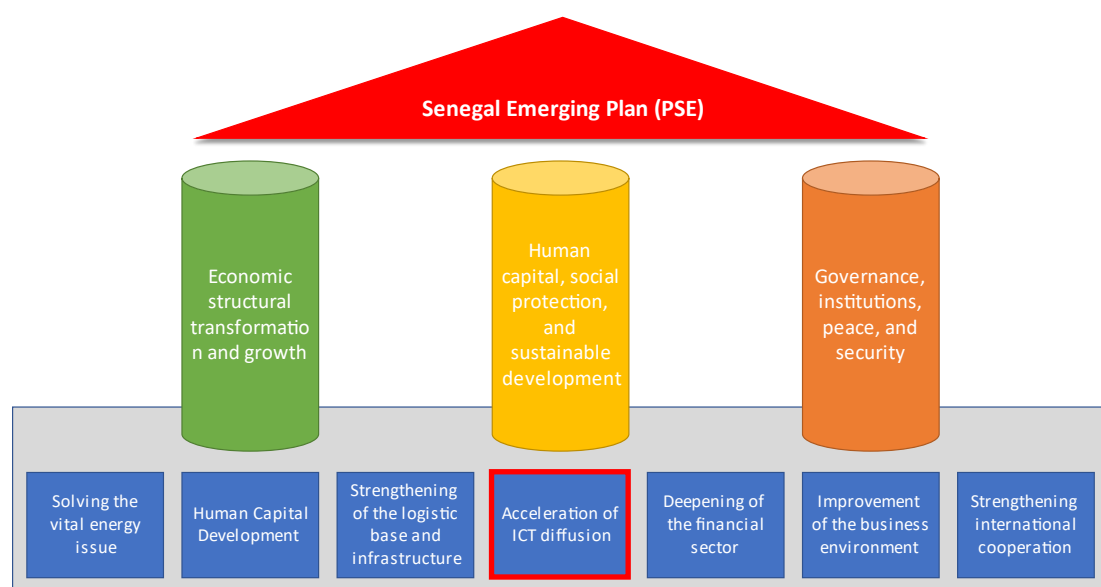 Senegal Emerging Plan (PSE)
Economic
structural
transformatio
n and growth
Human
capital, social
protection,
and
sustainable
development
Governance,
institutions,
peace, and
security
Solving the
vital energy
issue
Human Capital
Development
Strengthening
of the logistic
base and
infrastructure
Acceleration of
ICT diffusion
Deepening of
the financial
sector
Improvement
of the business
environment
Strengthening
international
cooperation